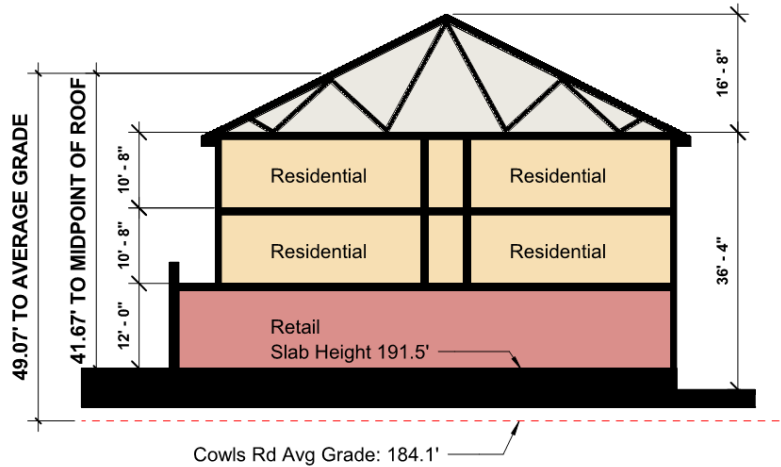 49.07' TO AVERAGE GRADE
41.67' TO MIDPOINT OF ROOF
16' - 8"
10' - 8"
Residential
Residential
10' - 8"
Residential
Residential
36' - 4"
12' - 0"
Retail
Slab Height 191.5'
Cowls Rd Avg Grade: 184.1'